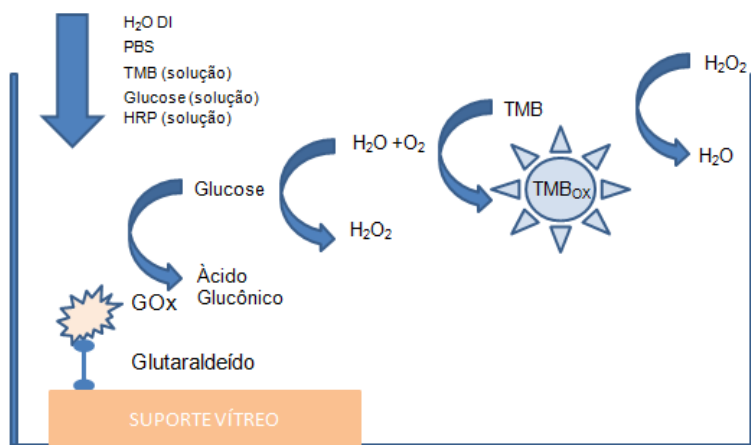 H₂O DI
PBS
TMB (solução)
Glucose (solução)
HRP (solução)
H₂O₂
TMB
H₂O +O₂
H₂O
Glucose
TMBOX
H₂O₂
Àcido
Glucônico
GOx
Glutaraldeído
SUPORTE VÍTREO